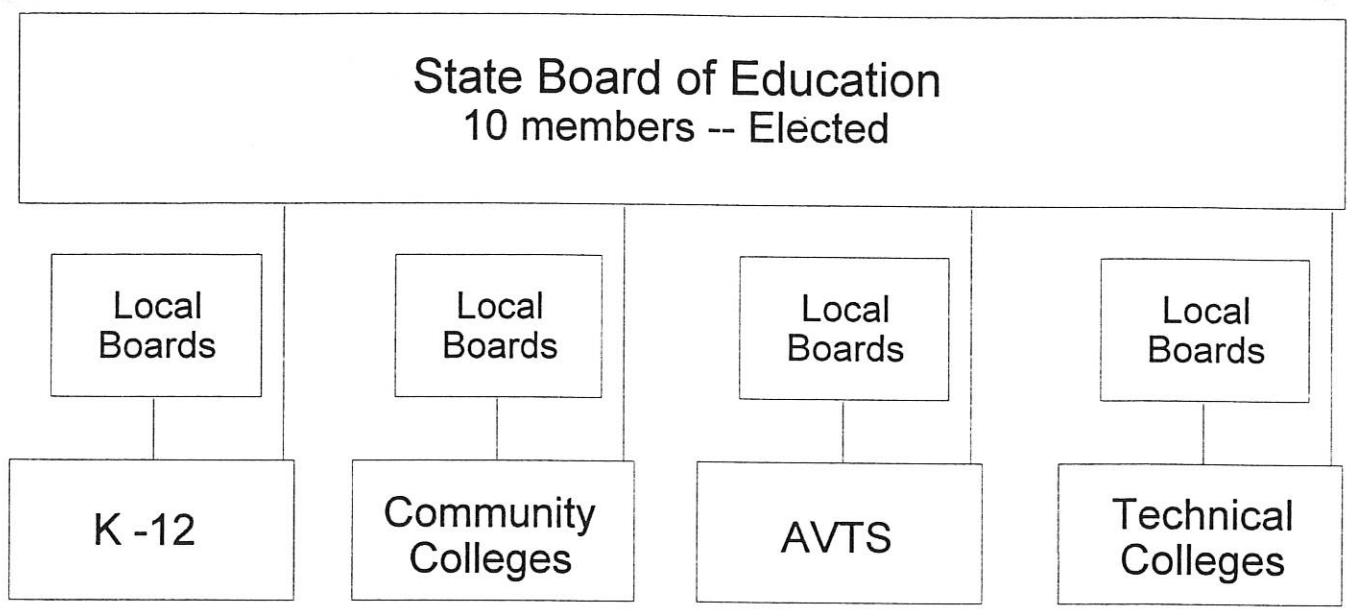 State Board of Education
10 members -- Elected
Local
Boards
Local
Boards
Local
Boards
Local
Boards
K -12
Community
Colleges
AVTS
Technical
Colleges